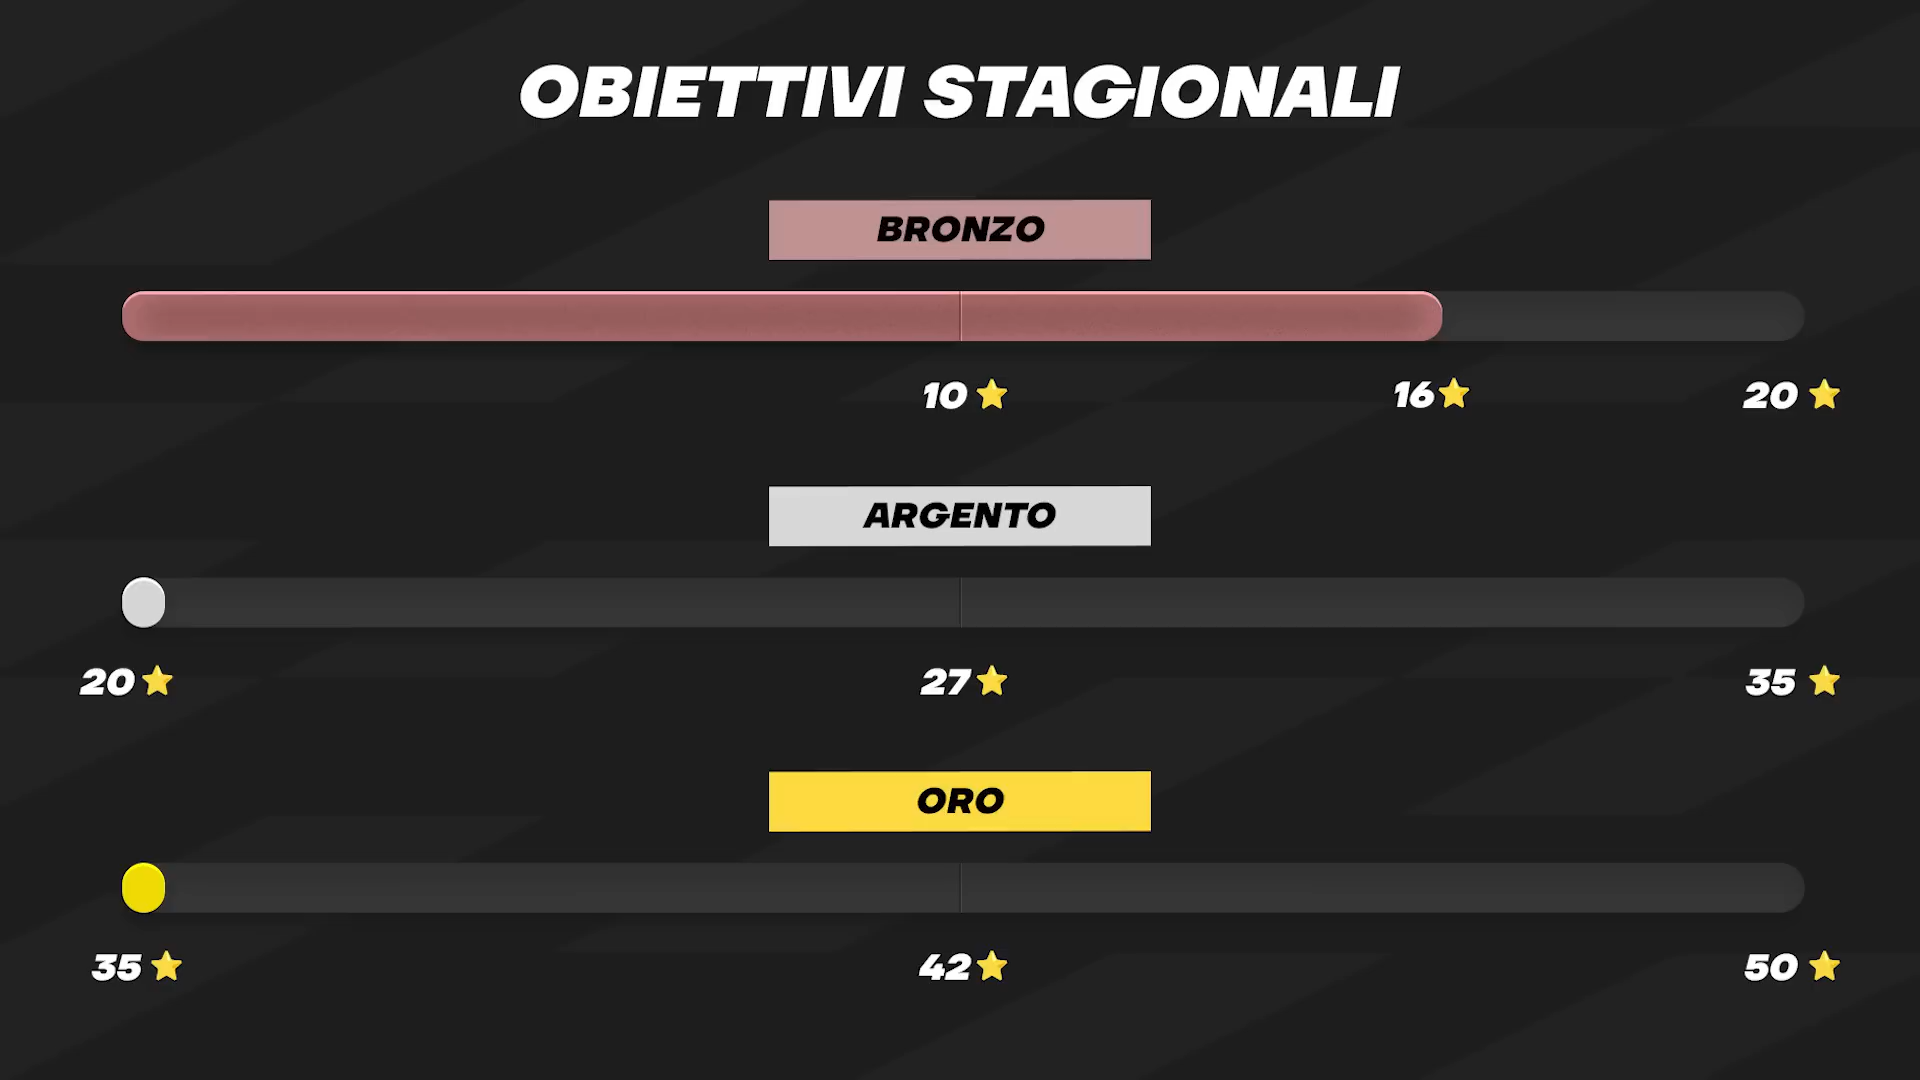 OBIETTIVI STAGIONALI
BRONZO
10 16 20
ARGENTO
20 27 35
ORO
35 42 50